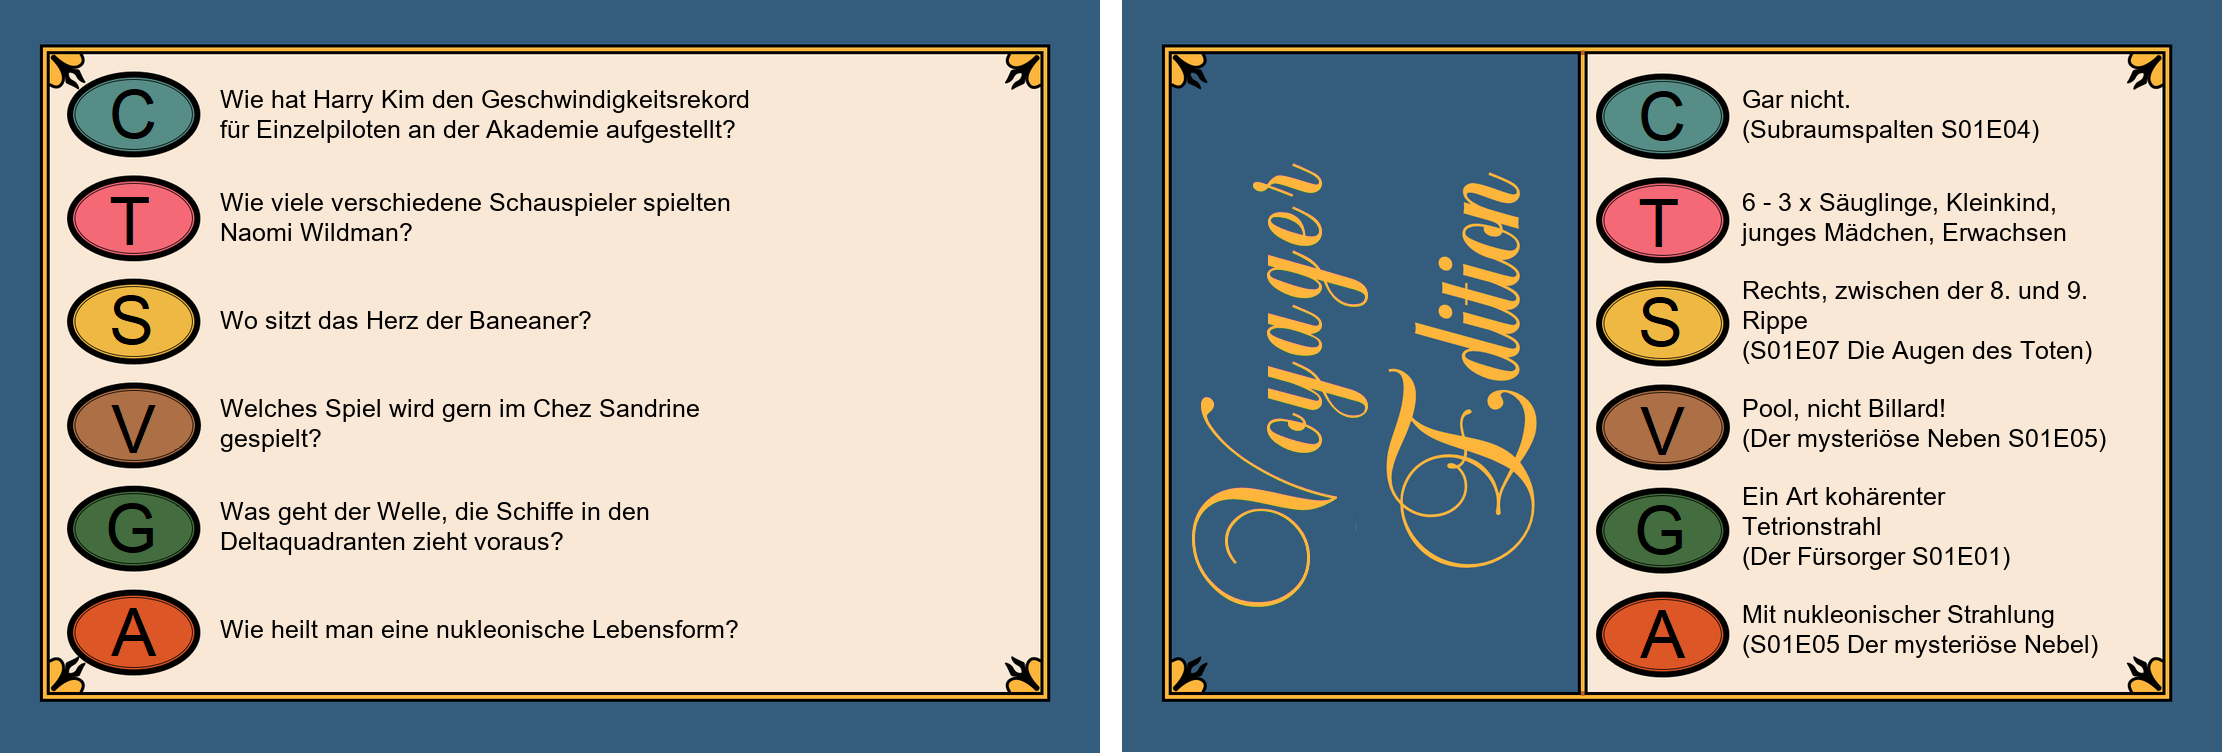 C
Wie hat Harry Kim den Geschwindigkeitsrekord
für Einzelpiloten an der Akademie aufgestellt?
T
Wie viele verschiedene Schauspieler spielten
Naomi Wildman?
S
Wo sitzt das Herz der Baneaner?
V
Welches Spiel wird gern im Chez Sandrine
gespielt?
G
Was geht der Welle, die Schiffe in den
Deltaquadranten zieht voraus?
A
Wie heilt man eine nukleonische Lebensform?
Voyager
Edition
C
Gar nicht.
(Subraumspalten S01E04)
T
6 - 3 x Säuglinge, Kleinkind,
junges Mädchen, Erwachsen
S
Rechts, zwischen der 8. und 9.
Rippe
(S01E07 Die Augen des Toten)
V
Pool, nicht Billard!
(Der mysteriöse Neben S01E05)
G
Ein Art kohärenter
Tetrionstrahl
(Der Fürsorger S01E01)
A
Mit nukleonischer Strahlung
(S01E05 Der mysteriöse Nebel)